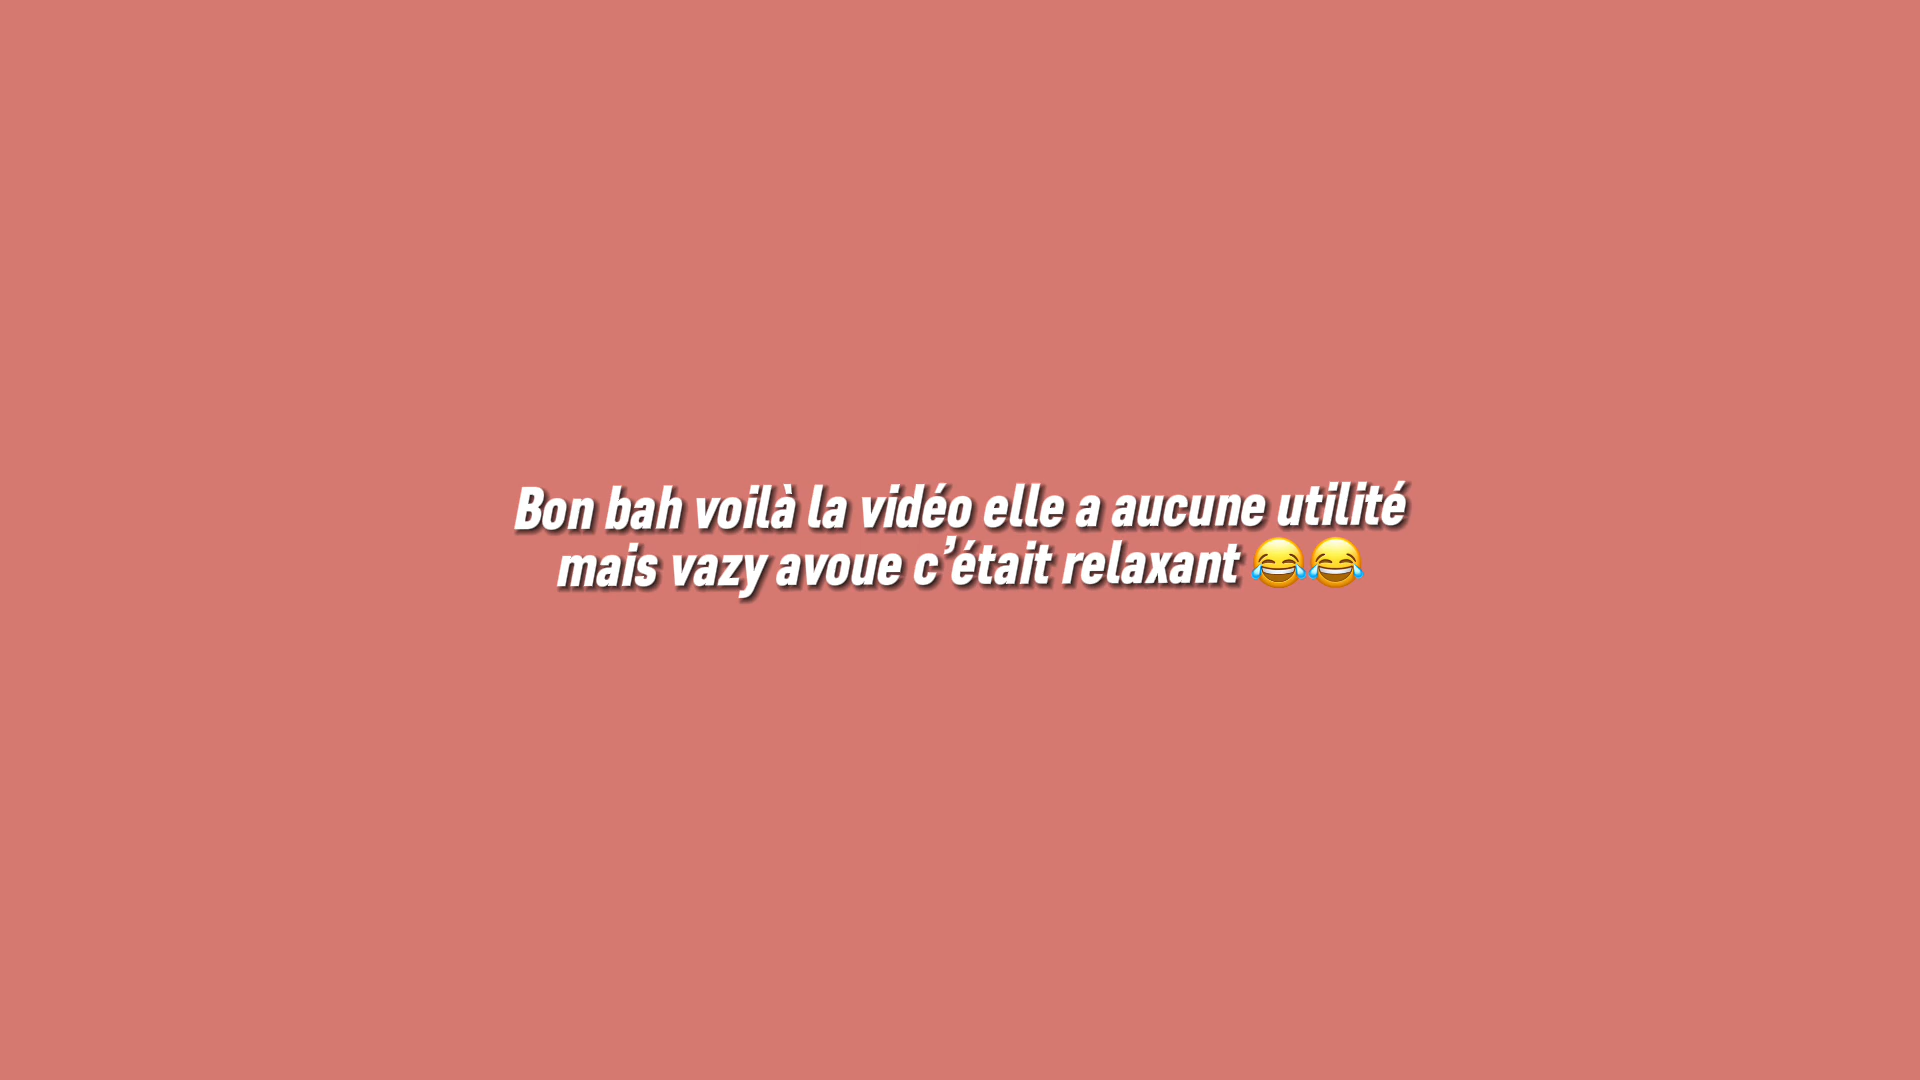 Bon bah voilà la vidéo elle a aucune utilité
mais vazy avoue c’était relaxant 😂😂